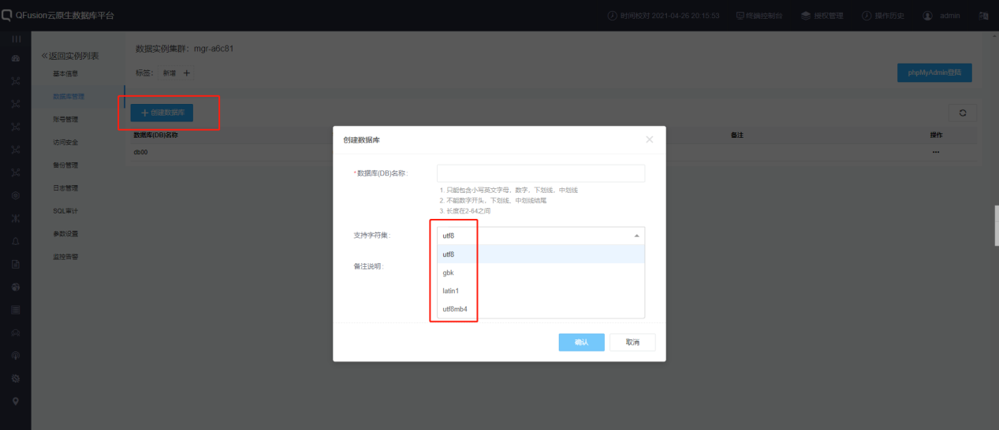 QFusion云原生数据库平台
时间校对 2021-04-26 20:15:53 终端控制台 授权管理 操作历史 admin
返回实例列表
基本信息
数据库管理
账号管理
访问安全
备份管理
日志管理
SQL审计
参数设置
监控告警
数据实例集群：mgr-a6c81
标签： 新增 +
phpMyAdmin登陆
+ 创建数据库
数据库(DB)名称 备注 操作
db00 ...
创建数据库
*数据库(DB)名称：
1. 只能包含小写英文字母，数字，下划线，中划线
2. 不能数字开头，下划线，中划线结尾
3. 长度在2-64之间
支持字符集： utf8
utf8
gbk
latin1
utf8mb4
备注说明：
确认 取消